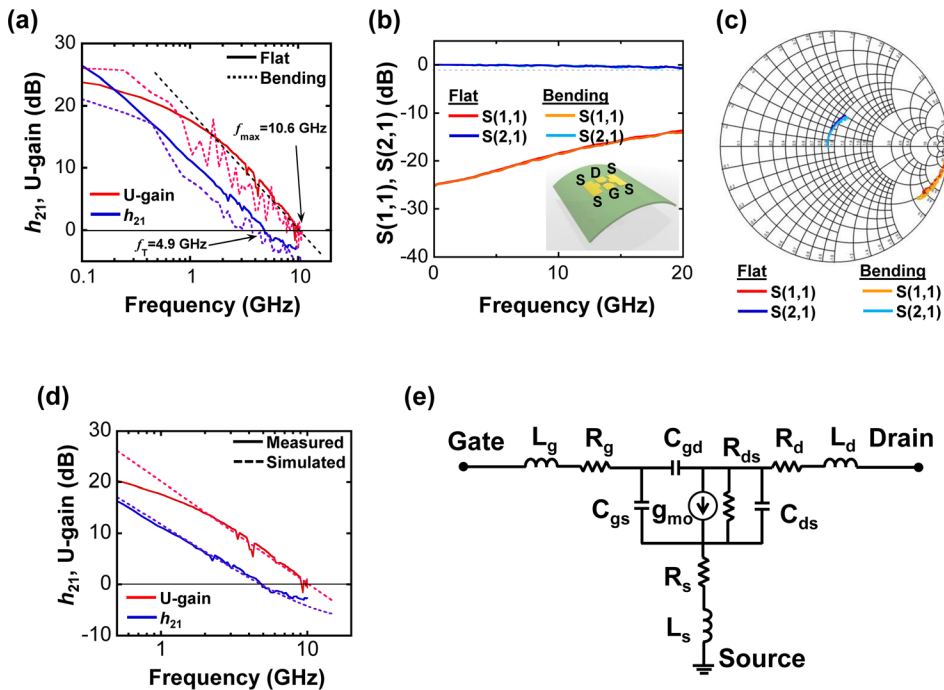 (a)
30
20
10
0
0.1
1
10
h21, U-gain (dB)
Frequency (GHz)
Flat
Bending
fmax=10.6 GHz
U-gain
h21
fT=4.9 GHz
(b)
10
0
-10
-20
-30
-40
0
10
20
S(1,1), S(2,1) (dB)
Frequency (GHz)
Flat
Bending
S(1,1)
S(1,1)
S(2,1)
S(2,1)
S D S
S G S
(c)
Flat
Bending
S(1,1)
S(1,1)
S(2,1)
S(2,1)
(d)
30
20
10
0
-10
1
10
h21, U-gain (dB)
Frequency (GHz)
Measured
Simulated
U-gain
h21
(e)
Gate
Lg
Rg
Cgd
Rds
Rd
Ld
Drain
Cgs
gmo
Cds
Rs
Ls
Source